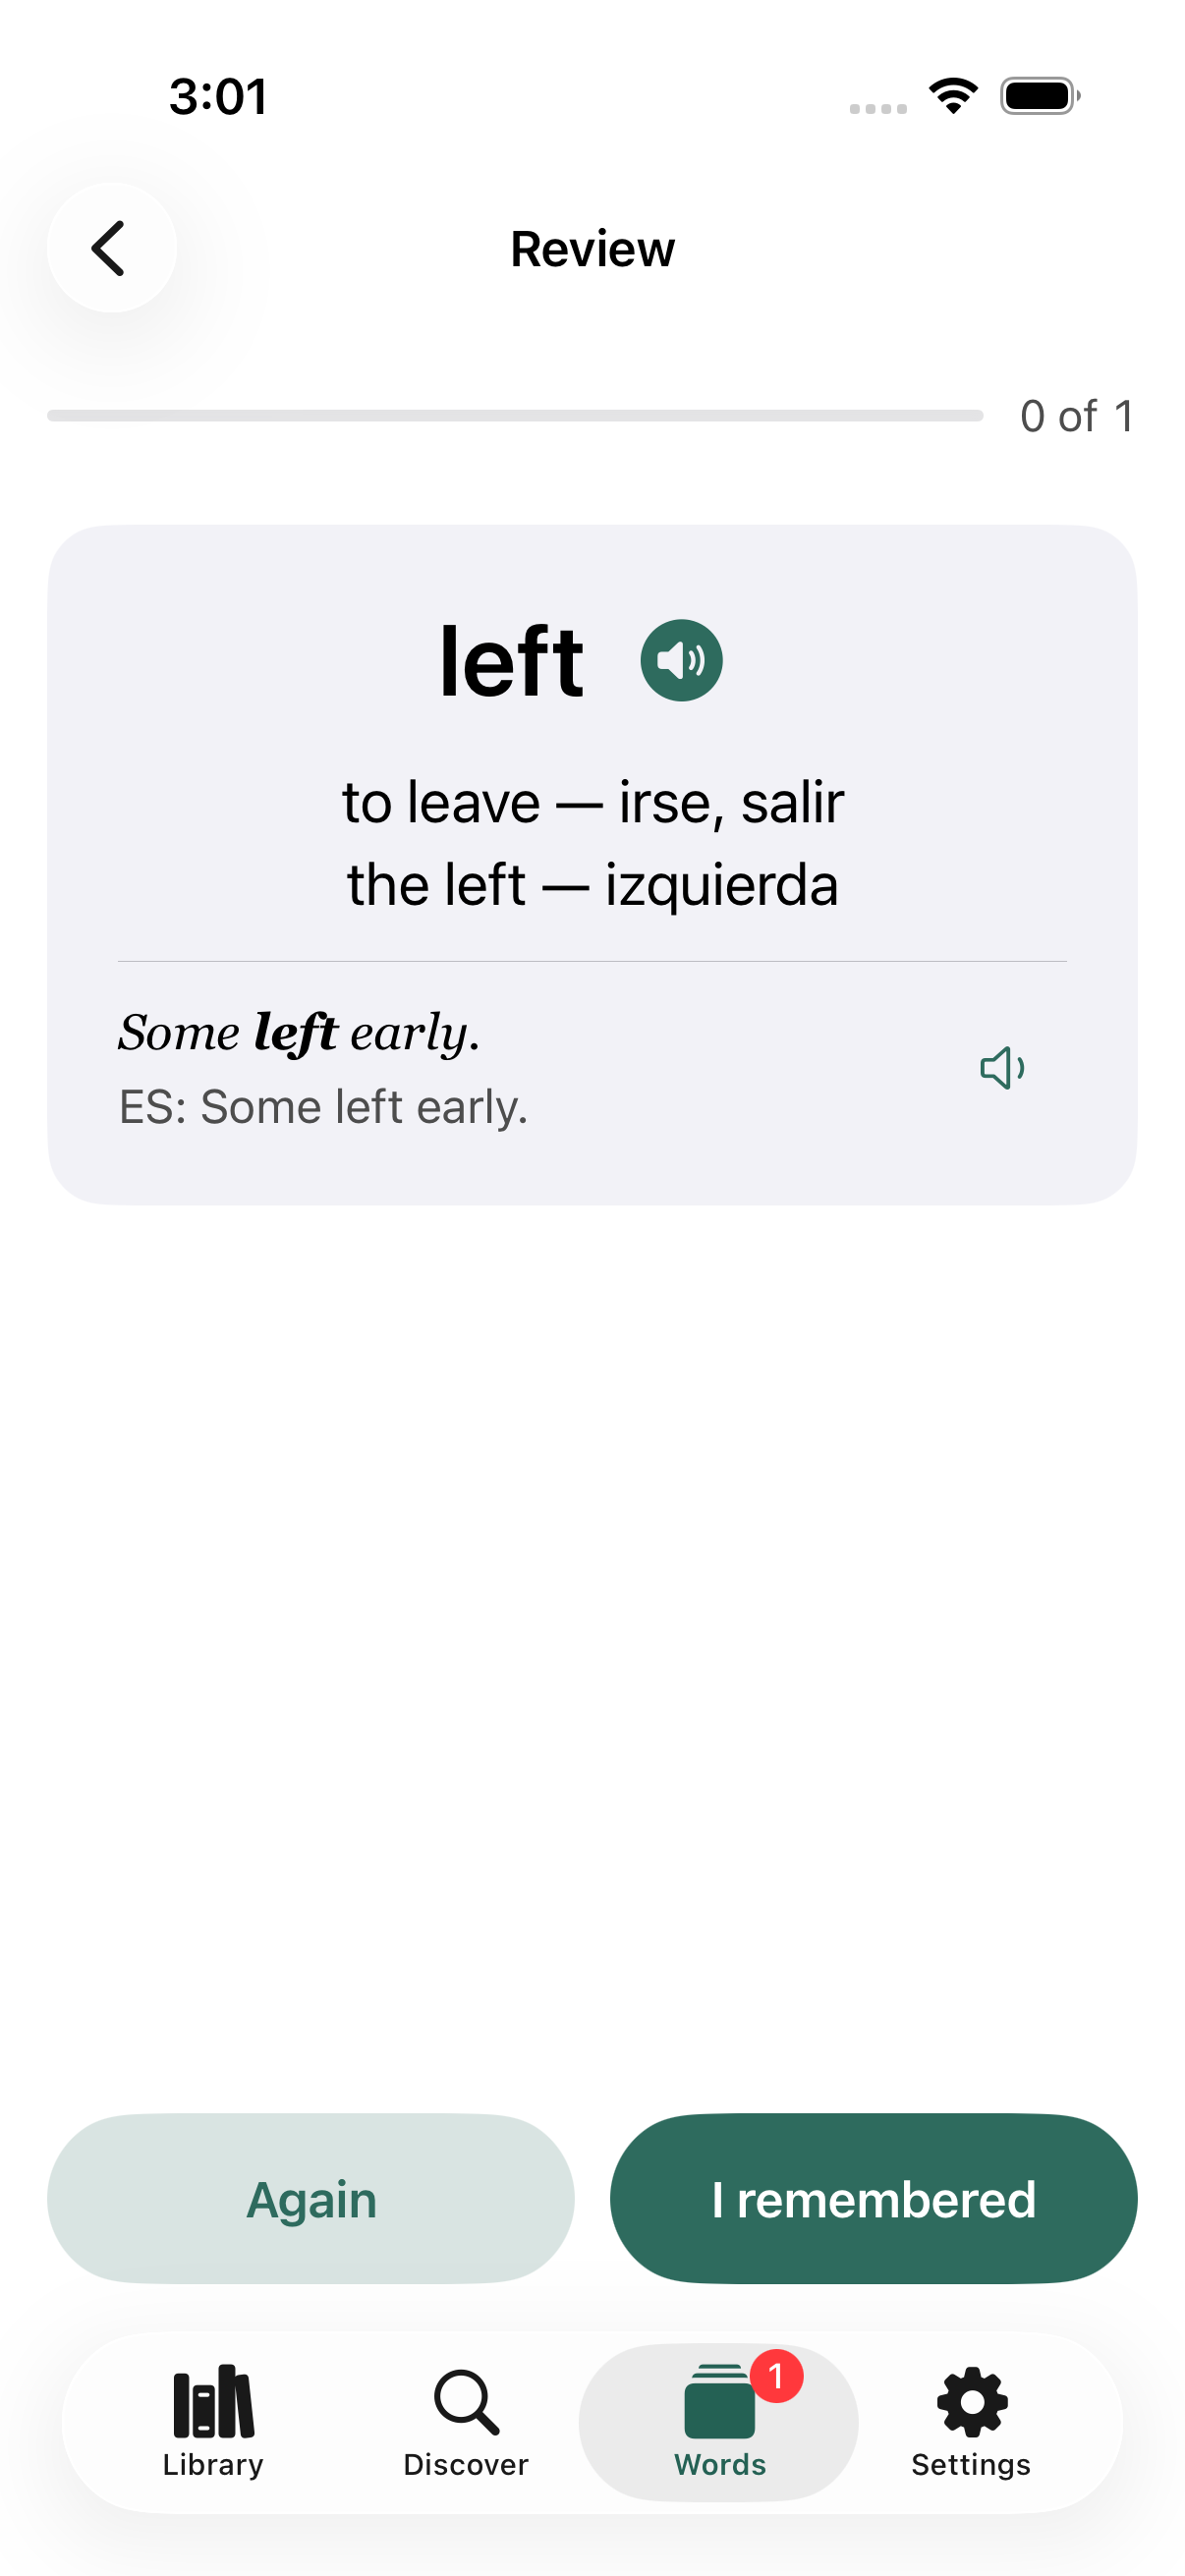 3:01
Review
0 of 1
left
to leave — irse, salir
the left — izquierda
Some left early.
ES: Some left early.
Again
I remembered
1
Library
Discover
Words
Settings